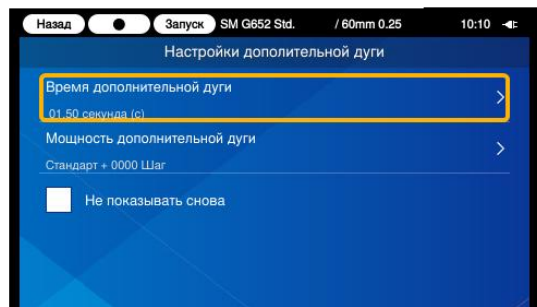 Назад Запуск SM G652 Std. / 60mm 0.25 10:10
Настройки дополительной дуги
Время дополнительной дуги
01.50 секунда (с)
Мощность дополнительной дуги
Стандарт + 0000 Шаг
Не показывать снова